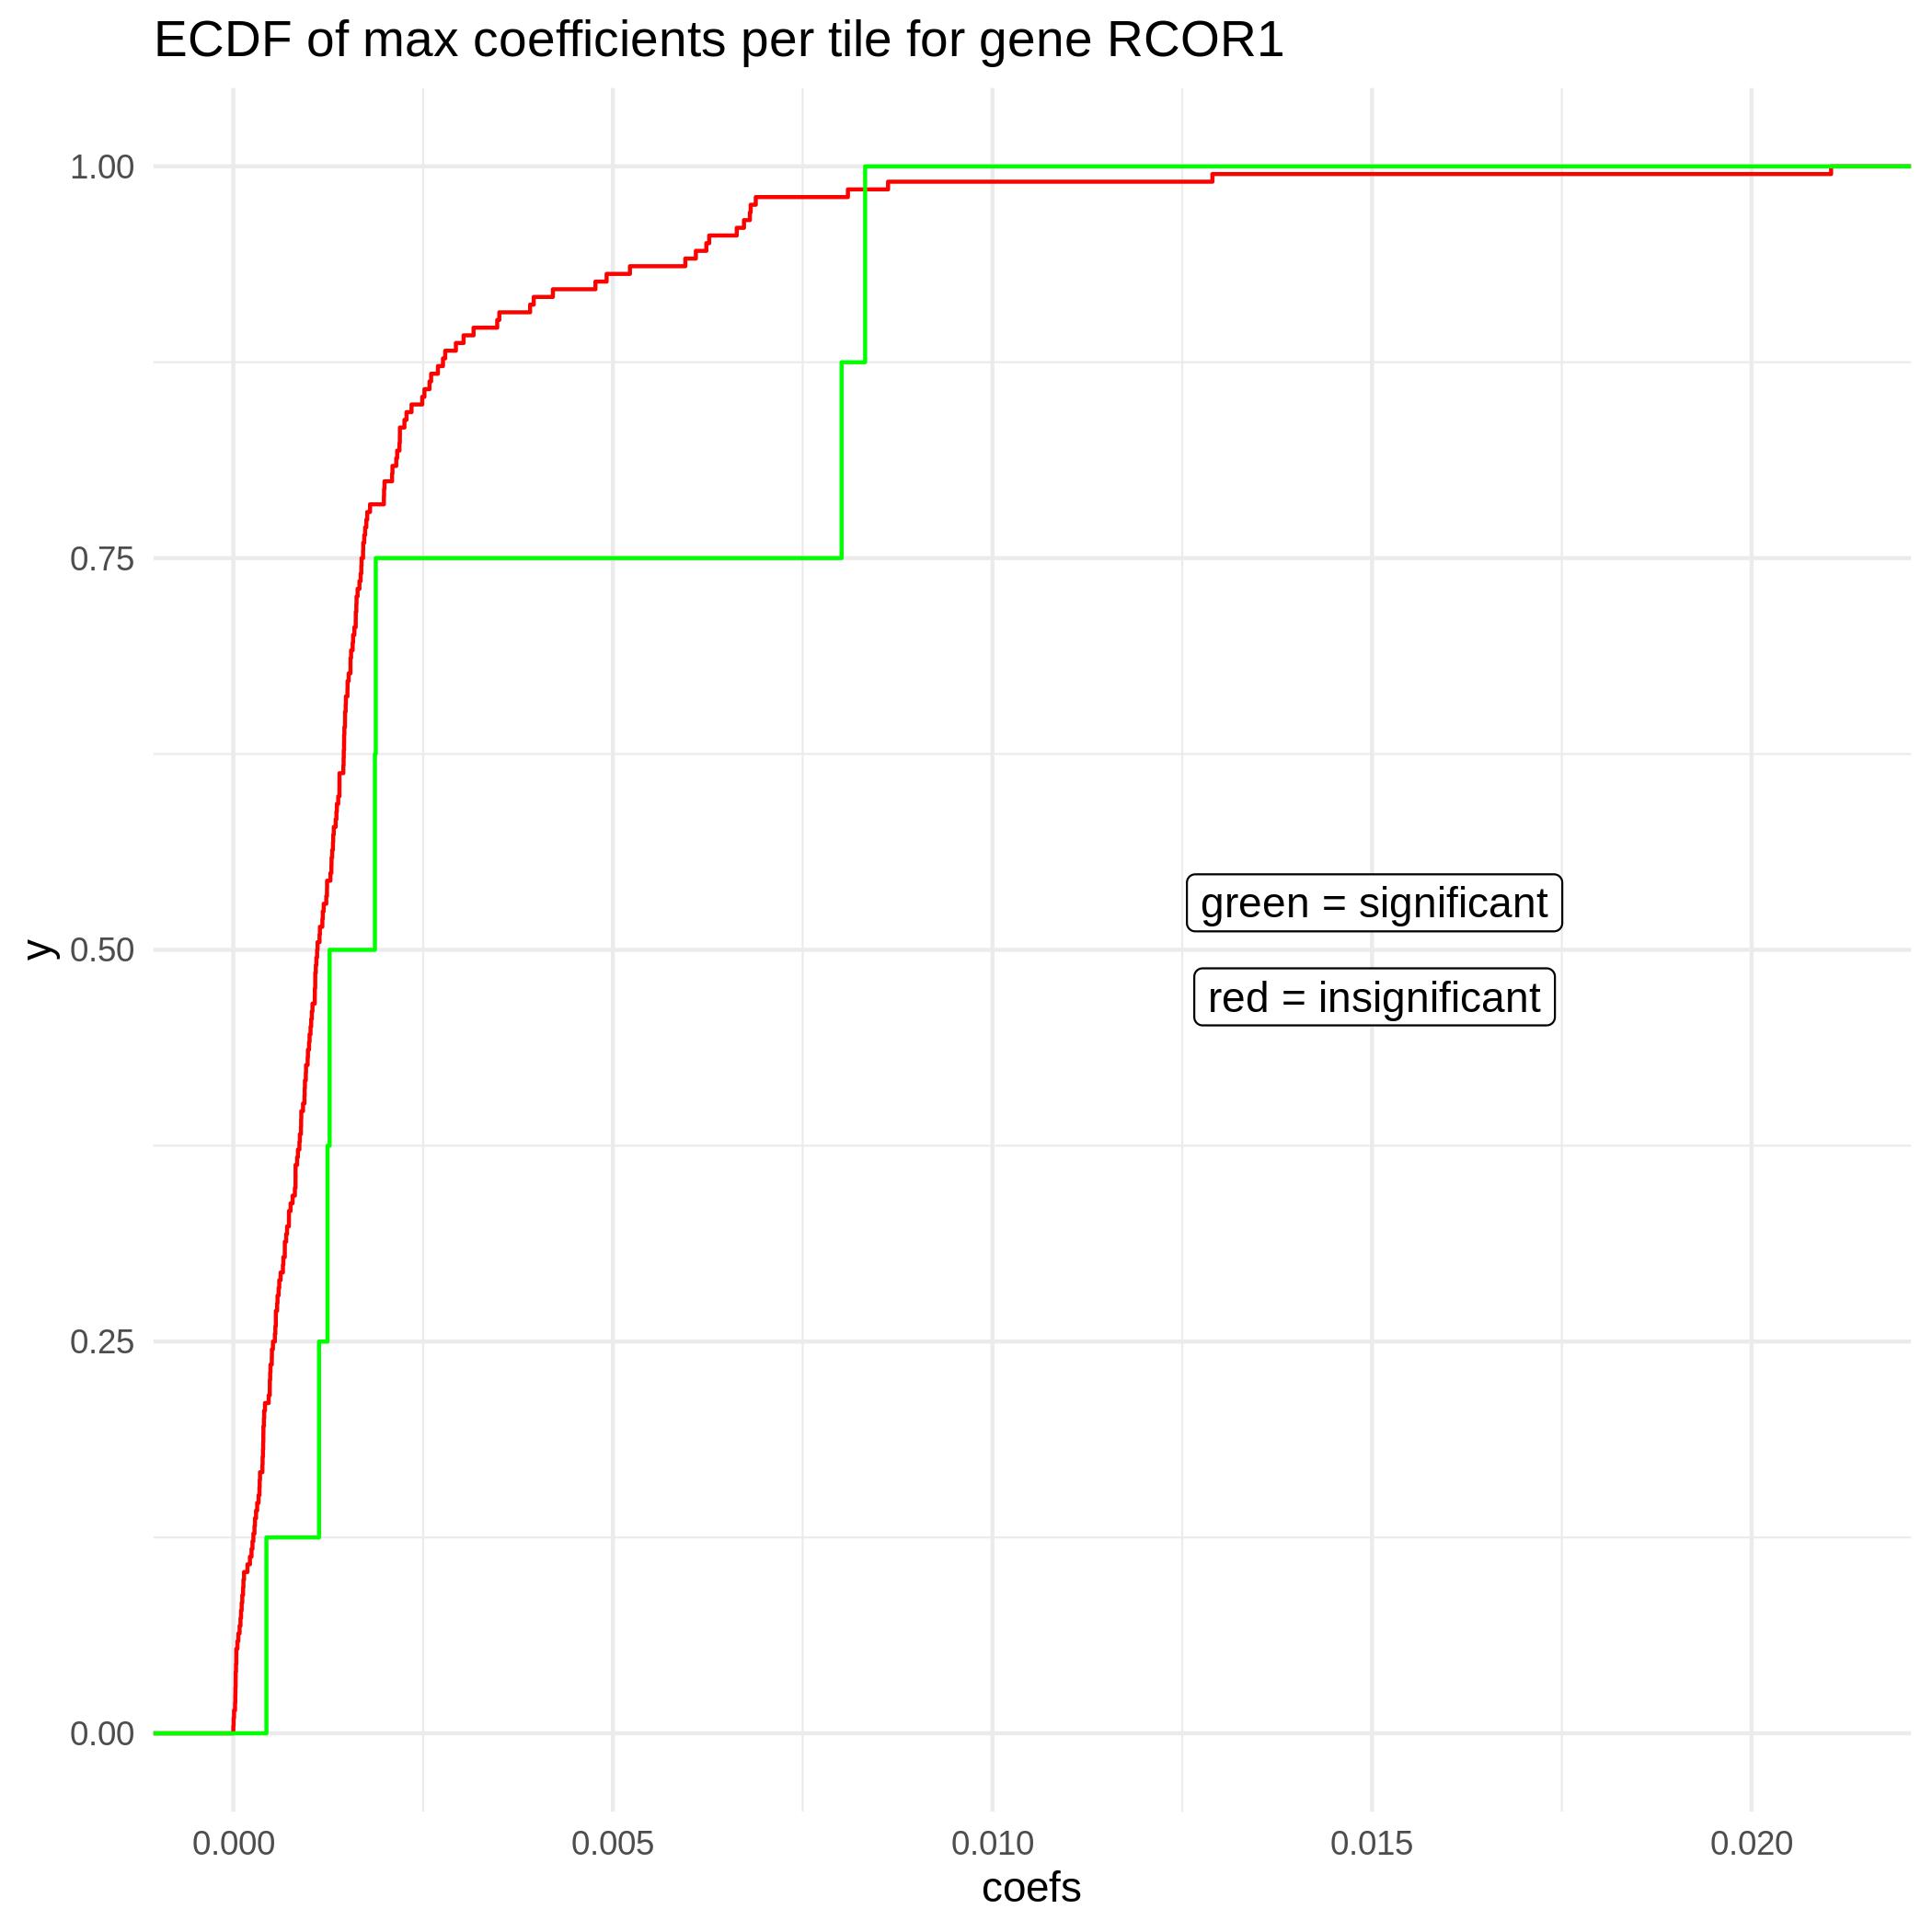 ECDF of max coefficients per tile for gene RCOR1
1.00
0.75
0.50
0.25
0.00
y
green = significant
red = insignificant
0.000 0.005 0.010 0.015 0.020
coefs